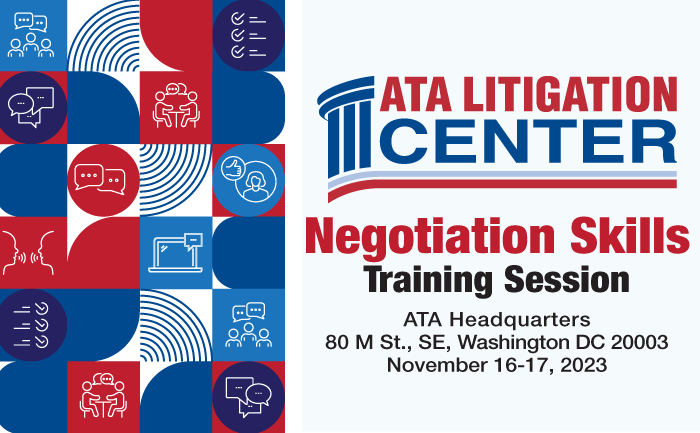 ATA LITIGATION
CENTER
Negotiation Skills
Training Session
ATA Headquarters
80 M St., SE, Washington DC 20003
November 16-17, 2023